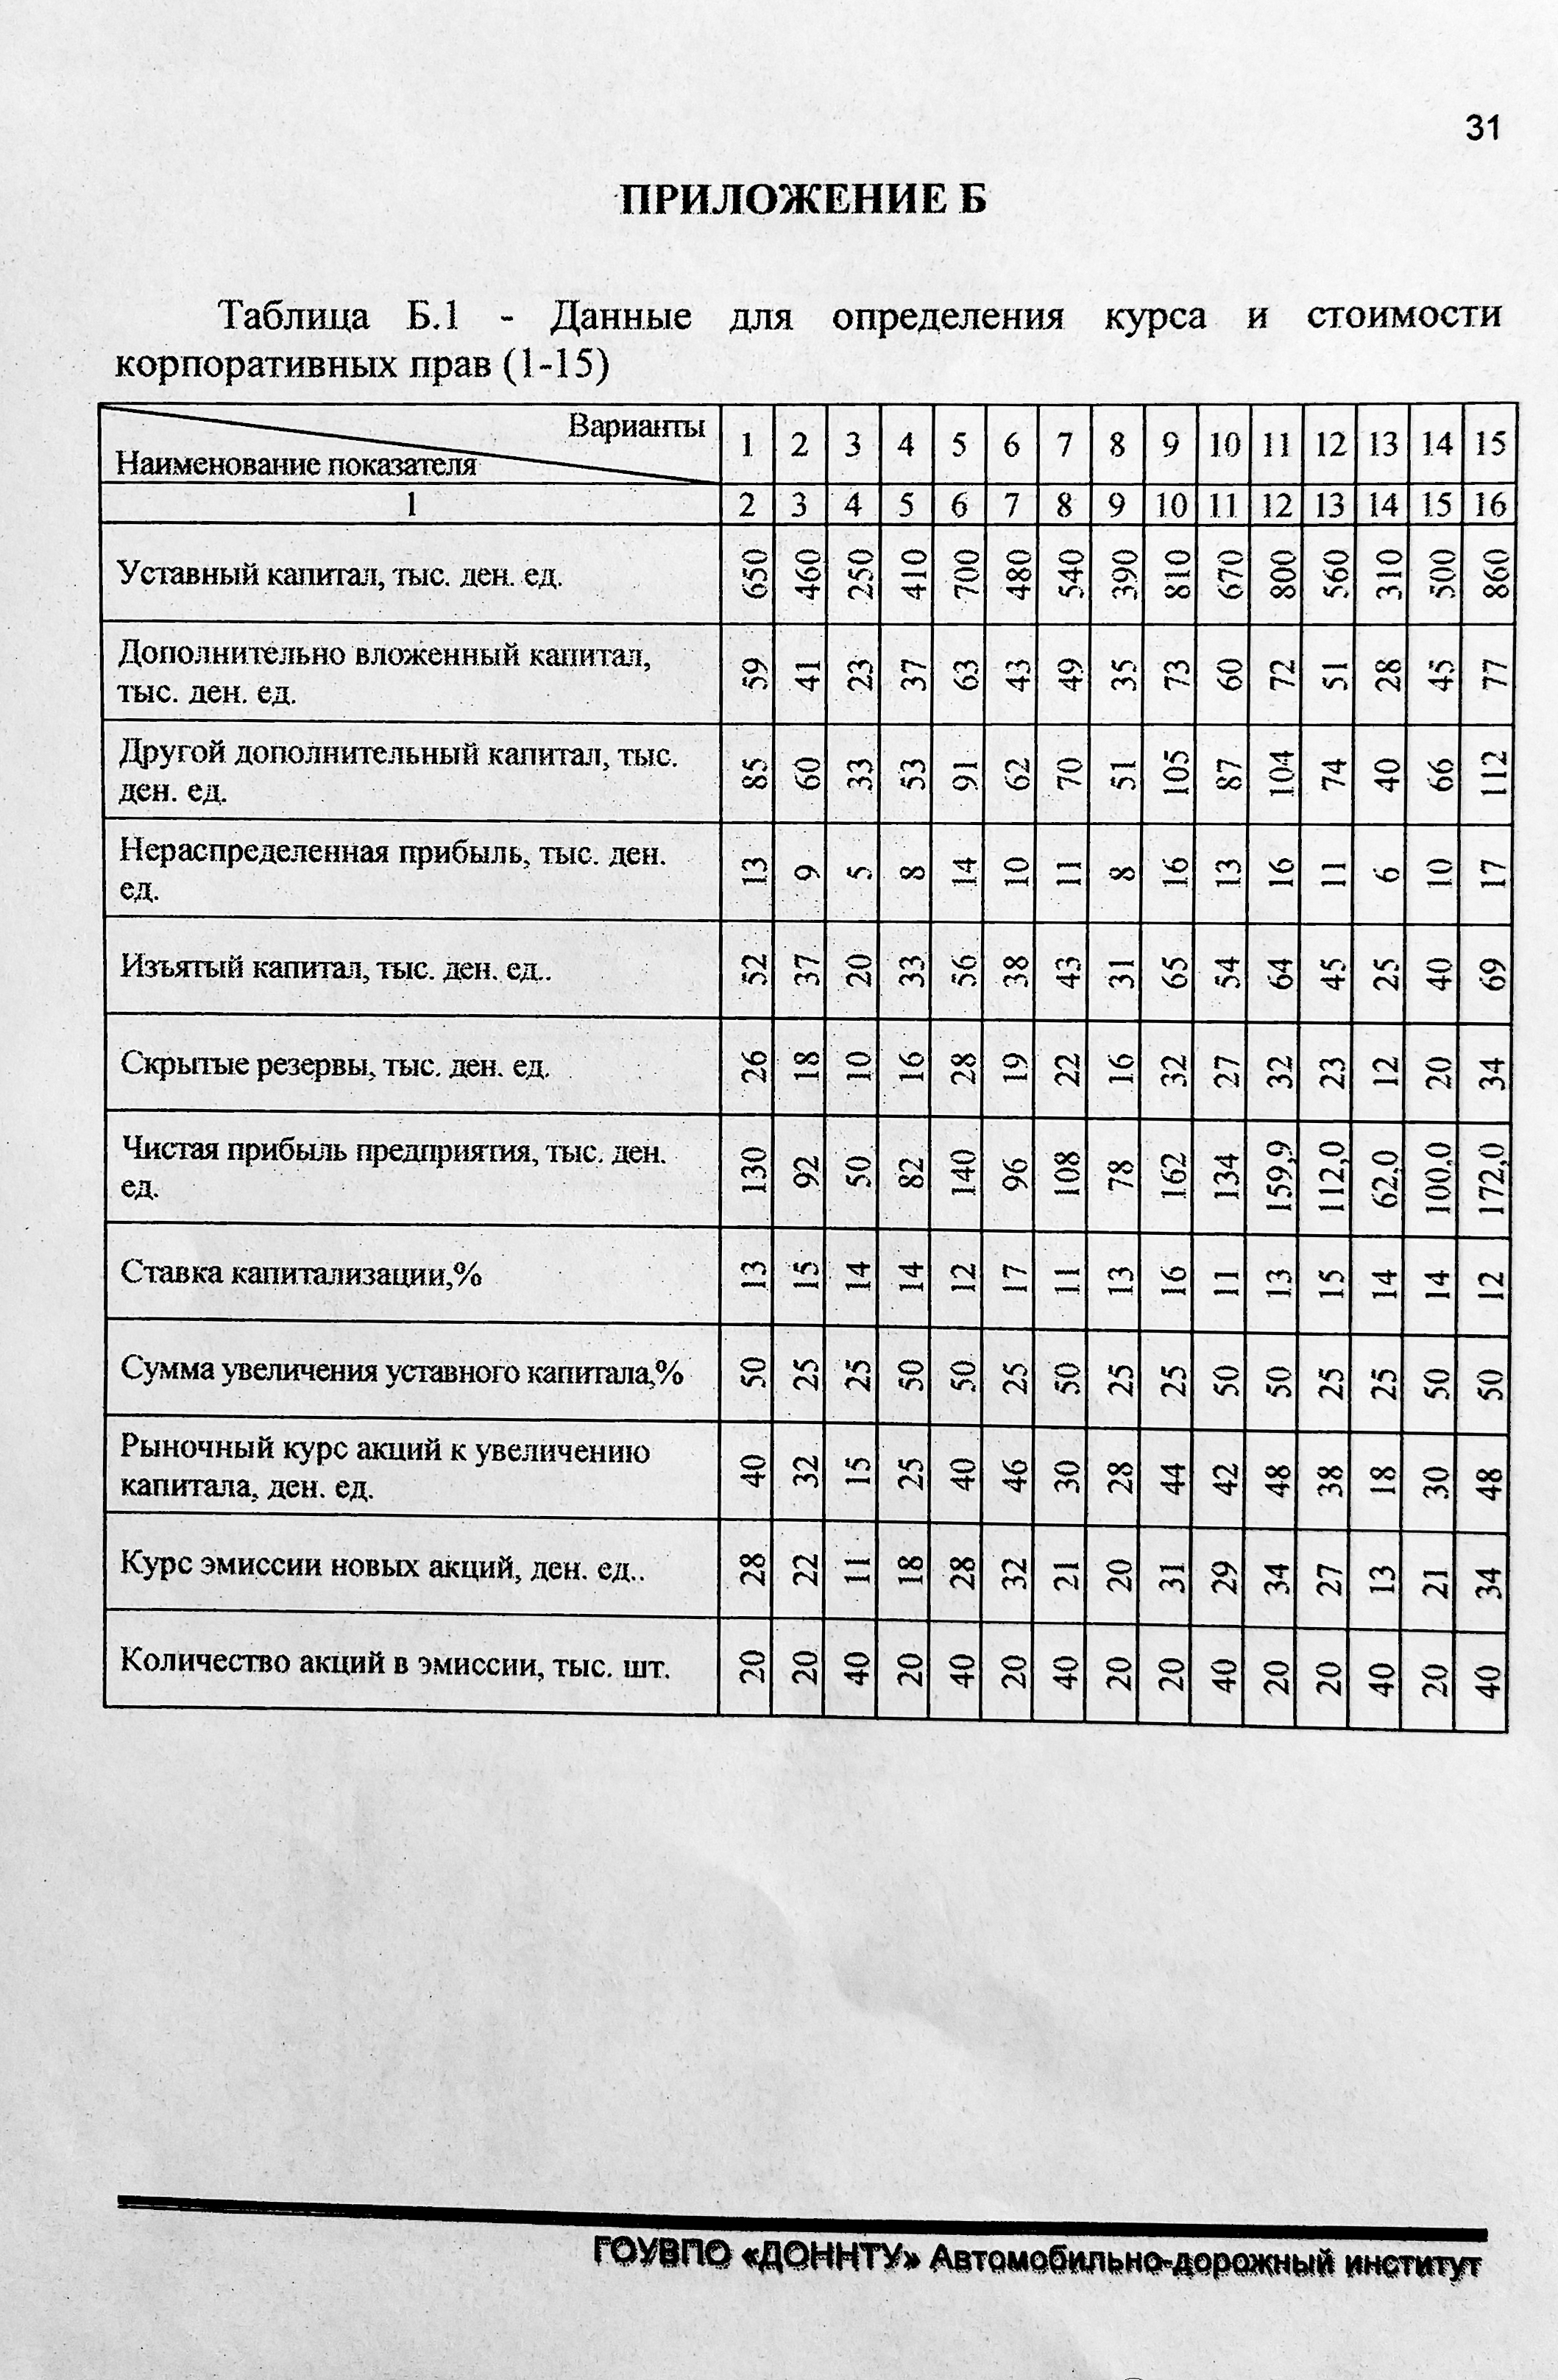 31
ПРИЛОЖЕНИЕ Б
Таблица Б.1 - Данные для определения курса и стоимости
корпоративных прав (1-15)
Варианты
Наименование показателя
1 2 3 4 5 6 7 8 9 10 11 12 13 14 15
1 2 3 4 5 6 7 8 9 10 11 12 13 14 15 16
Уставный капитал, тыс. ден. ед. 650 460 250 410 700 480 540 390 810 670 800 560 310 500 860
Дополнительно вложенный капитал,
тыс. ден. ед. 59 41 23 37 63 43 49 35 73 60 72 51 28 45 77
Другой дополнительный капитал, тыс.
ден. ед. 85 60 33 53 91 62 70 51 105 87 104 74 40 66 112
Нераспределенная прибыль, тыс. ден.
ед. 13 9 5 8 14 10 11 8 16 13 16 11 6 10 17
Изъятый капитал, тыс. ден. ед.. 52 37 20 33 56 38 43 31 65 54 64 45 25 40 69
Скрытые резервы, тыс. ден. ед. 26 18 10 16 28 19 22 16 32 27 32 23 12 20 34
Чистая прибыль предприятия, тыс. ден.
ед. 130 92 50 82 140 96 108 78 162 134 159,9 112,0 62,0 100,0 172,0
Ставка капитализации,% 13 15 14 14 12 17 11 13 16 11 13 15 14 14 12
Сумма увеличения уставного капитала,% 50 25 25 50 50 25 50 25 25 50 50 25 25 50 50
Рыночный курс акций к увеличению
капитала, ден. ед. 40 32 15 25 40 46 30 28 44 42 48 38 18 30 48
Курс эмиссии новых акций, ден. ед.. 28 22 11 18 28 32 21 20 31 29 34 27 13 21 34
Количество акций в эмиссии, тыс. шт. 20 20 40 20 40 20 40 20 20 40 20 20 40 20 40
ГОУВПО «ДОННТУ» Автомобильно-дорожный институт